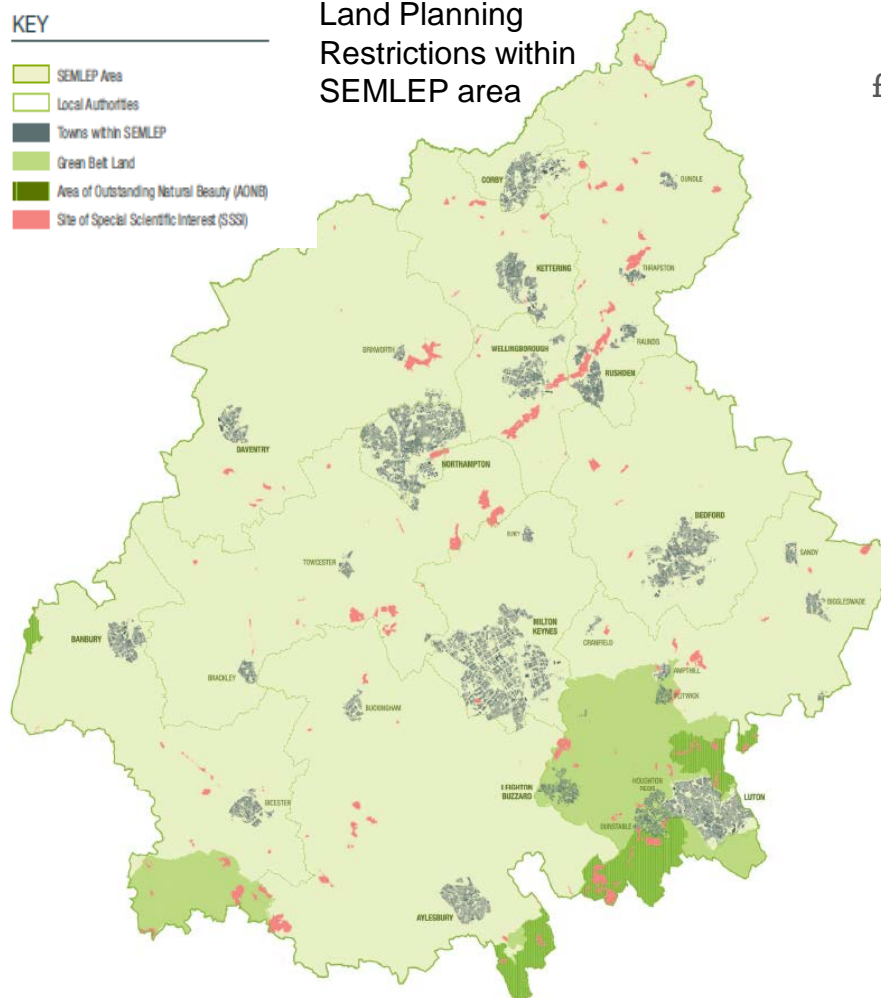 KEY
SEMLEP Area
Local Authorities
Towns within SEMLEP
Green Belt Land
Area of Outstanding Natural Beauty (AONB)
Site of Special Scientific Interest (SSSI)
Land Planning
Restrictions within
SEMLEP area
£
CORBY
OUNDLE
KETTERING
THRAPSTON
BRIXWORTH
WELLINGBOROUGH
RAUNDS
RUSHDEN
DAVENTRY
NORTHAMPTON
BEDFORD
OLNEY
SANDY
TOWCESTER
BIGGLESWADE
BANBURY
MILTON
KEYNES
CRANFIELD
BRACKLEY
AMPTHILL
FLITWICK
BUCKINGHAM
LEIGHTON
BUZZARD
HOUGHTON
REGIS
LUTON
BICESTER
DUNSTABLE
AYLESBURY